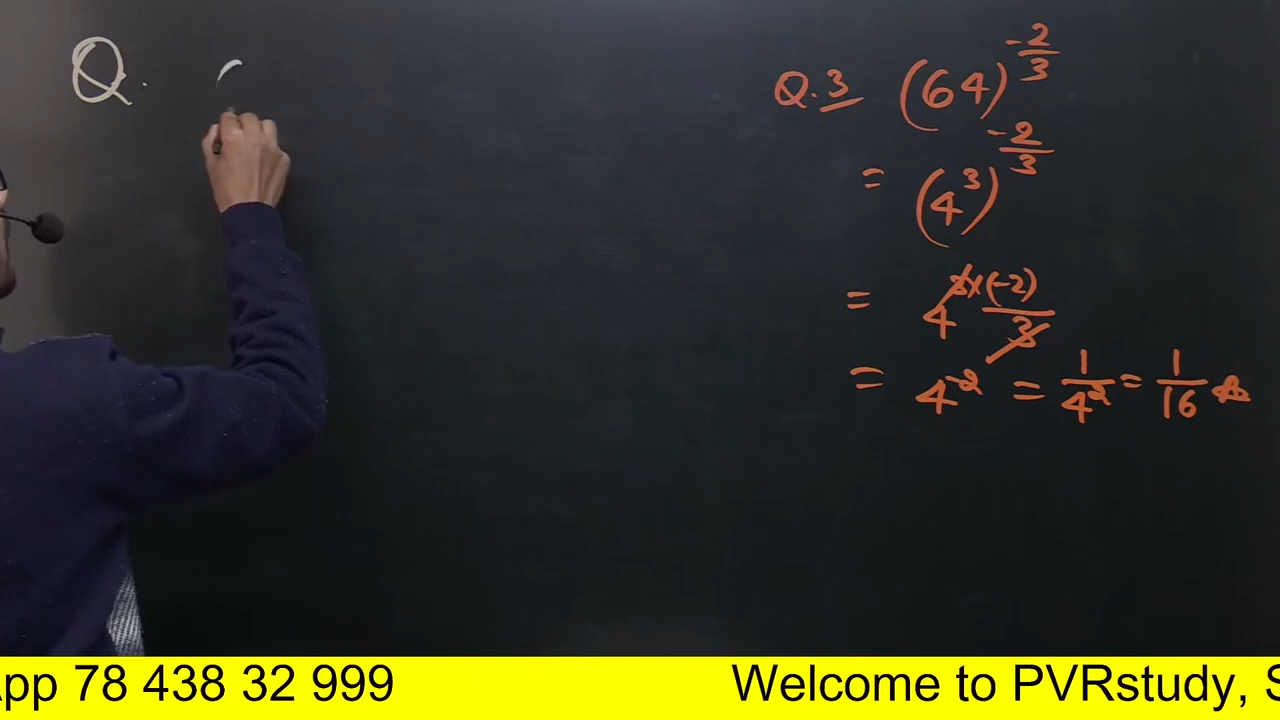 Q.
Q.3 (64)^(-2/3)
= (4^3)^(-2/3)
= 4^(3×(-2)/3)
= 4^-2 = 1/4^2 = 1/16
App 78 438 32 999 Welcome to PVRstudy, S